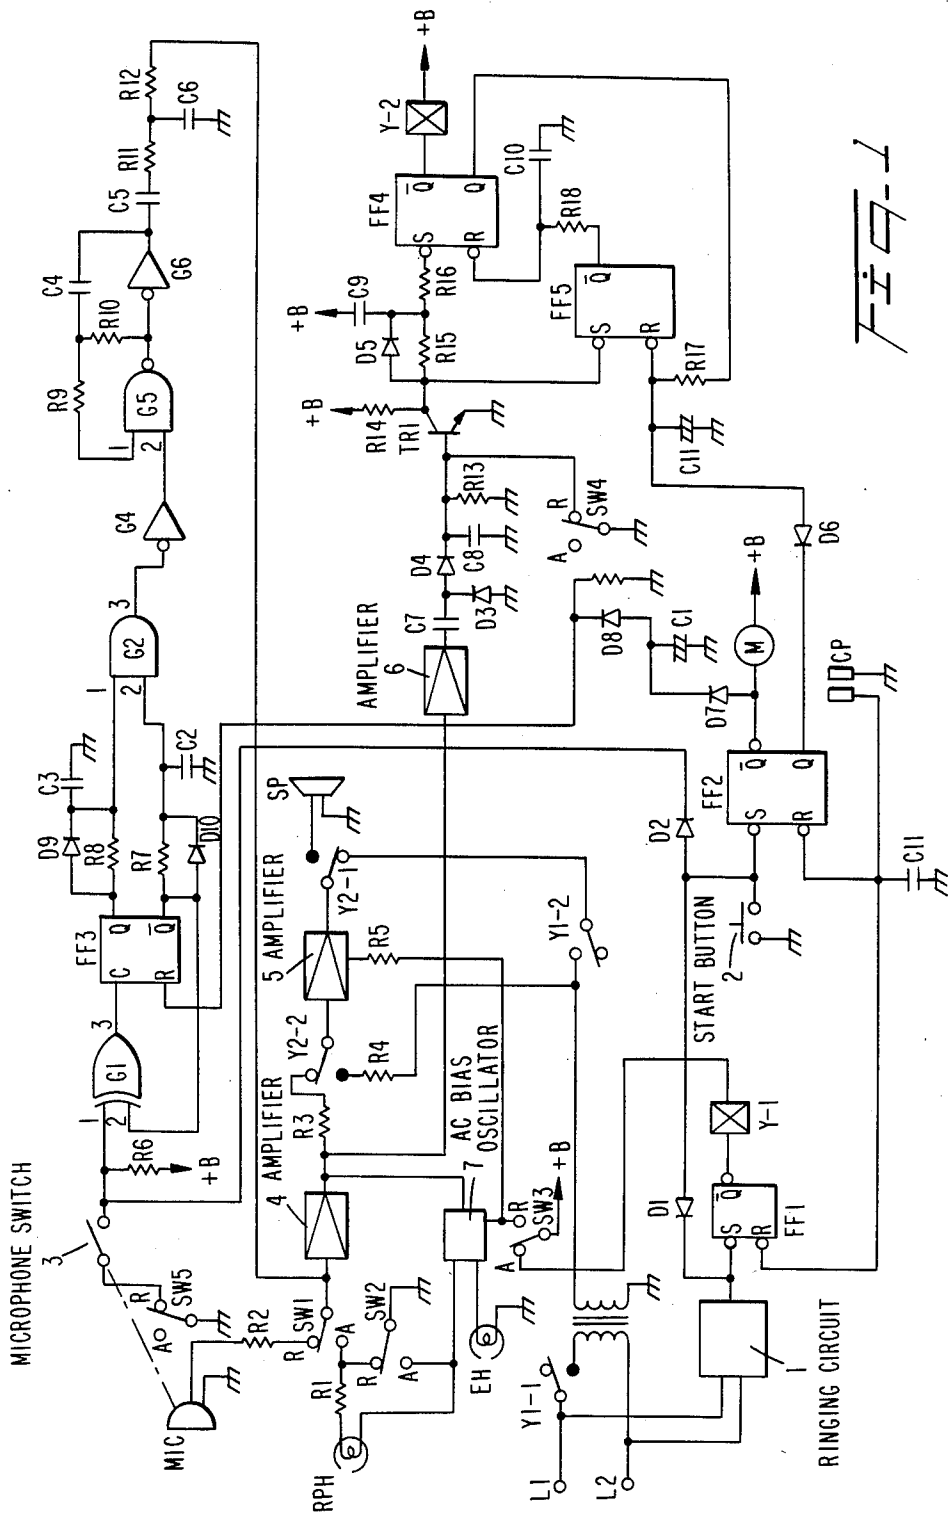 MICROPHONE SWITCH
3
MIC
R
A
SW5
R2
R6
+B
1
2
3
G1
FF3
C
Q
R
Q̅
D9
C3
R8
R7
D10
C2
1
2
3
G2
G4
1
2
G5
R9
R10
C4
G6
C5
R11
R12
C6
RPH
R1
R
A
SW1
R
A
SW2
4 AMPLIFIER
R3
Y2-2
R4
5 AMPLIFIER
R5
Y2-1
SP
AC BIAS
OSCILLATOR
7
EH
R
A
SW3
+B
Y1-2
AMPLIFIER
6
C7
D3
D4
C8
R13
A
R
SW4
TR1
R14
+B
D5
R15
C9
+B
R16
FF4
S
R
Q̅
Q
Y-2
+B
C10
R18
FF5
S
R
Q̅
R17
C11
D6
L1
L2
Y1-1
1
RINGING CIRCUIT
D1
FF1
S
R
Q̅
Y-1
START BUTTON
2
D2
FF2
S
R
Q̅
Q
C11
D7
D8
C1
M
+B
CP
FIG-1